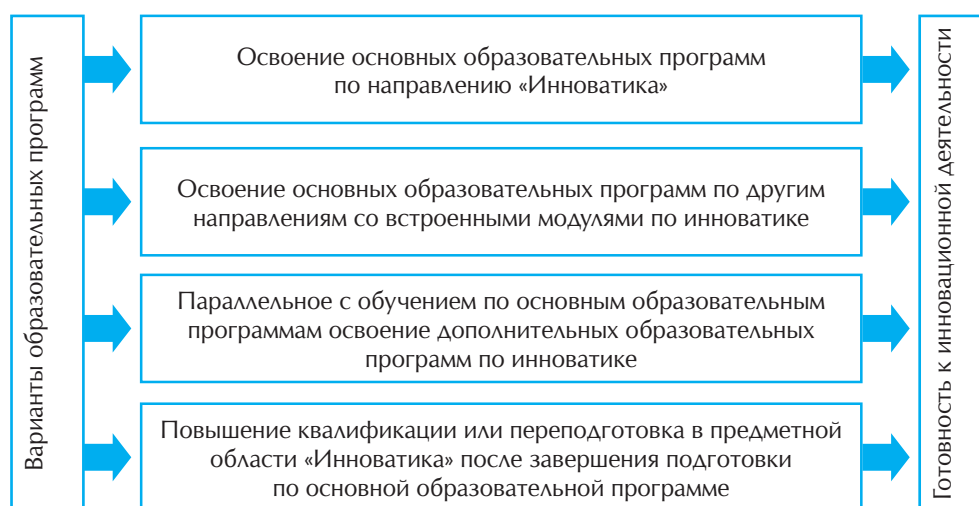 Варианты образовательных программ
Освоение основных образовательных программ
по направлению «Инноватика»
Освоение основных образовательных программ по другим
направлениям со встроенными модулями по инноватике
Параллельное с обучением по основным образовательным
программам освоение дополнительных образовательных
программ по инноватике
Повышение квалификации или переподготовка в предметной
области «Инноватика» после завершения подготовки
по основной образовательной программе
Готовность к инновационной деятельности